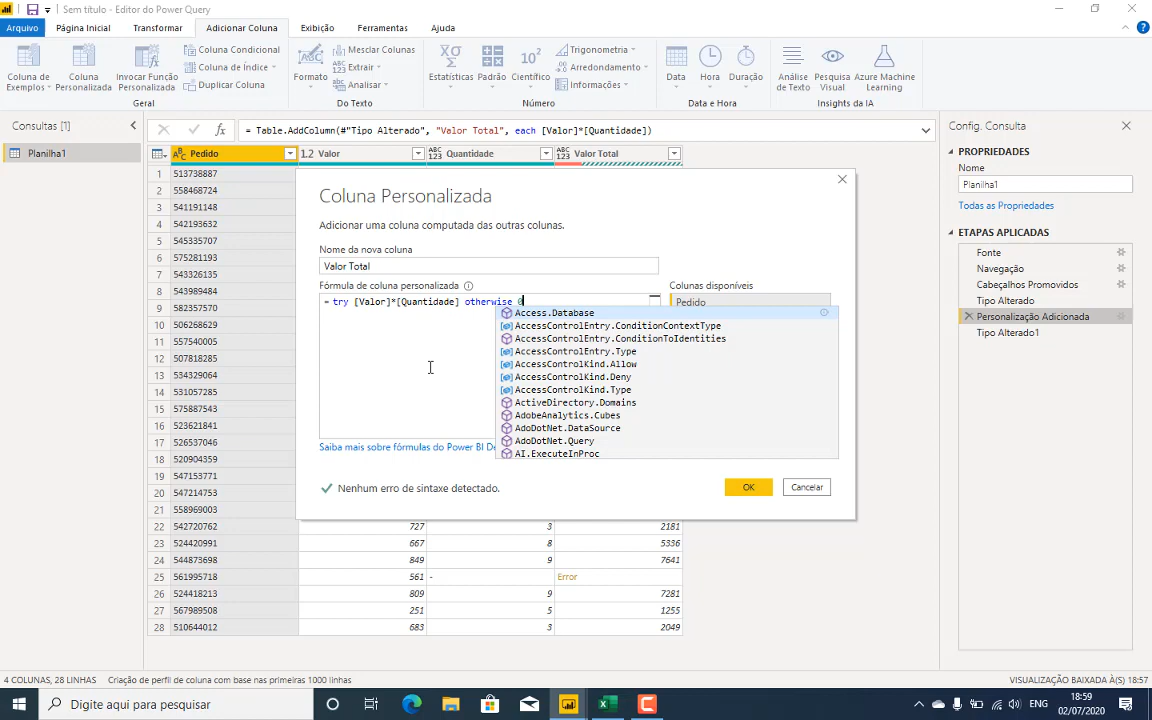 Sem título - Editor do Power Query
Arquivo Página Inicial Transformar Adicionar Coluna Exibição Ferramentas Ajuda
Coluna de Exemplos
Coluna Personalizada
Invocar Função Personalizada
Coluna Condicional
Coluna de Índice
Duplicar Coluna
Geral
Formato
Mesclar Colunas
Extrair
Analisar
Do Texto
Estatísticas
Padrão
Científico
Trigonometria
Arredondamento
Informações
Número
Data
Hora
Duração
Data e Hora
Análise de Texto
Pesquisa Visual
Azure Machine Learning
Insights da IA
Consultas [1]
Planilha1
= Table.AddColumn(#"Tipo Alterado", "Valor Total", each [Valor]*[Quantidade])
Pedido 1.2 Valor ABC 123 Quantidade ABC 123 Valor Total
1 513738887
2 558468724
3 541191148
4 542193632
5 545335707
6 575281193
7 543326135
8 543989484
9 582357570
10 506268629
11 557540005
12 507818285
13 534329064
14 531057285
15 575887543
16 523621841
17 526537046
18 520904359
19 547153771
20 547214753
21 558969003
22 542720762 727 3 2181
23 524420991 667 8 5336
24 544873698 849 9 7641
25 561995718 561 - Error
26 524418213 809 9 7281
27 567989508 251 5 1255
28 510644012 683 3 2049
Coluna Personalizada
Adicionar uma coluna computada das outras colunas.
Nome da nova coluna
Valor Total
Fórmula de coluna personalizada
= try [Valor]*[Quantidade] otherwise 0
Colunas disponíveis
Pedido
Access.Database
AccessControlEntry.ConditionContextType
AccessControlEntry.ConditionToIdentities
AccessControlEntry.Type
AccessControlKind.Allow
AccessControlKind.Deny
AccessControlKind.Type
ActiveDirectory.Domains
AdobeAnalytics.Cubes
AdoDotNet.DataSource
AdoDotNet.Query
AI.ExecuteInProc
Saiba mais sobre fórmulas do Power BI De
Nenhum erro de sintaxe detectado.
OK
Cancelar
Config. Consulta
PROPRIEDADES
Nome
Planilha1
Todas as Propriedades
ETAPAS APLICADAS
Fonte
Navegação
Cabeçalhos Promovidos
Tipo Alterado
Personalização Adicionada
Tipo Alterado1
4 COLUNAS, 28 LINHAS Criação de perfil de coluna com base nas primeiras 1000 linhas
VISUALIZAÇÃO BAIXADA À(S) 18:57
Digite aqui para pesquisar
ENG
18:59
02/07/2020